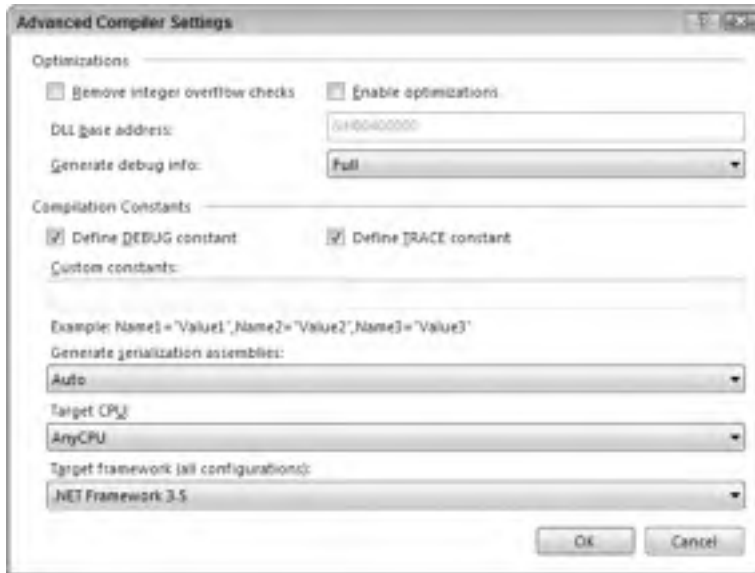 Advanced Compiler Settings
Optimizations
Remove integer overflow checks
Enable optimizations
DLL base address:
&H00400000
Generate debug info:
Full
Compilation Constants
Define DEBUG constant
Define TRACE constant
Custom constants:
Example: Name1="Value1",Name2="Value2",Name3="Value3"
Generate serialization assemblies:
Auto
Target CPU:
AnyCPU
Target framework (all configurations):
.NET Framework 3.5
OK
Cancel